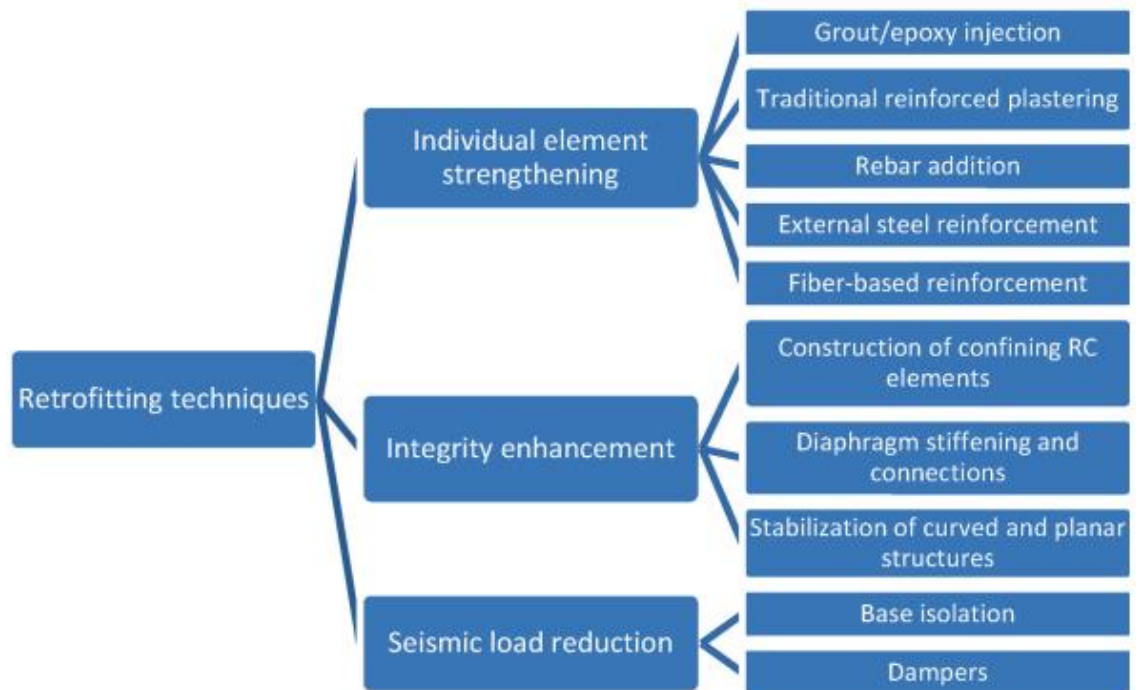 Retrofitting techniques
Individual element
strengthening
Grout/epoxy injection
Traditional reinforced plastering
Rebar addition
External steel reinforcement
Fiber-based reinforcement
Integrity enhancement
Construction of confining RC
elements
Diaphragm stiffening and
connections
Stabilization of curved and planar
structures
Seismic load reduction
Base isolation
Dampers